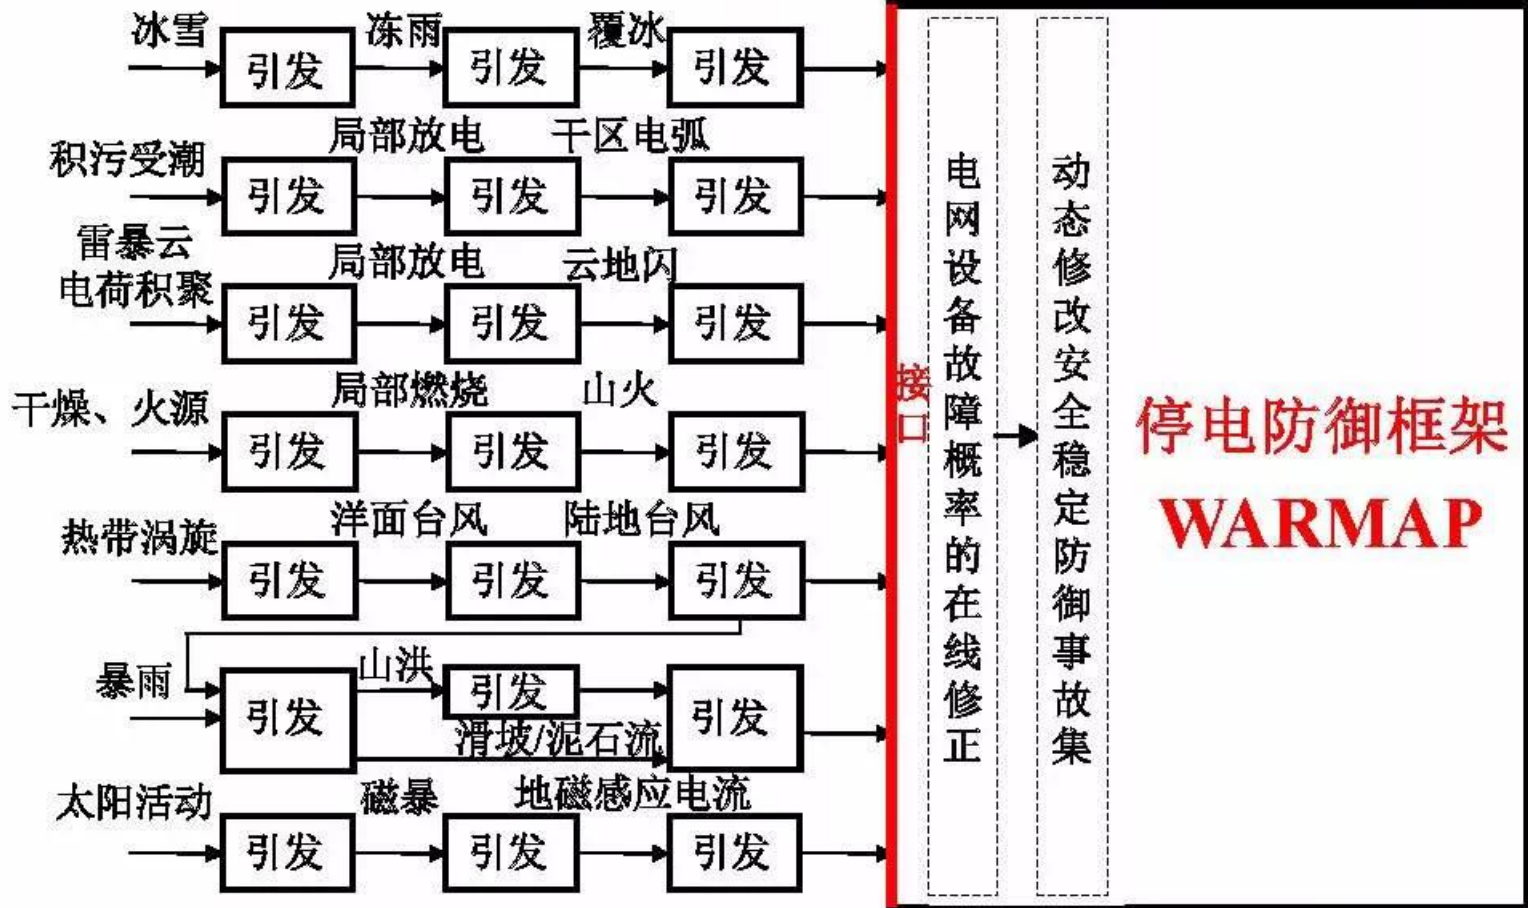 冰雪
引发
冻雨
引发
覆冰
引发
积污受潮
引发
局部放电
引发
干区电弧
引发
雷暴云
电荷积聚
引发
局部放电
引发
云地闪
引发
干燥、火源
引发
局部燃烧
引发
山火
引发
热带涡旋
引发
洋面台风
引发
陆地台风
引发
暴雨
引发
山洪
引发
滑坡/泥石流
引发
太阳活动
引发
磁暴
引发
地磁感应电流
引发
接口
电网设备故障概率的在线修正
动态修改安全稳定防御事故集
停电防御框架
WARMAP